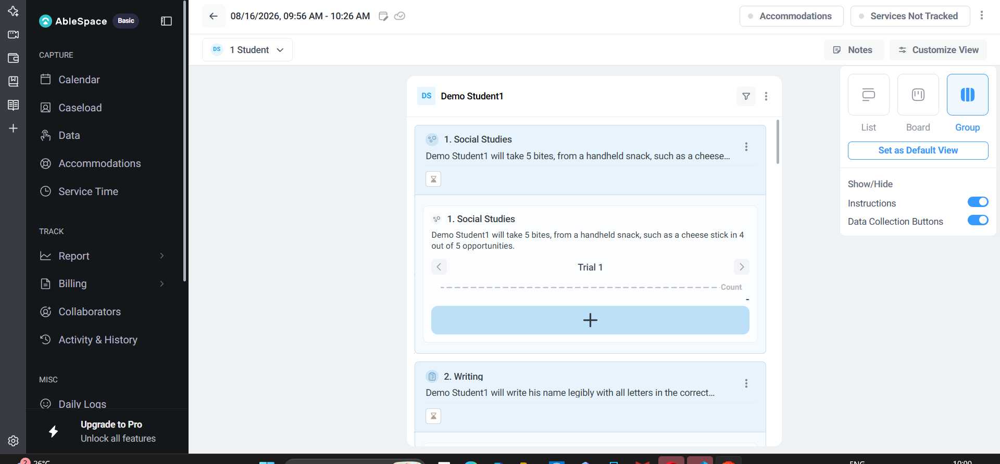 AbleSpace Basic
CAPTURE
Calendar
Caseload
Data
Accommodations
Service Time
TRACK
Report
Billing
Collaborators
Activity & History
MISC
Daily Logs
Upgrade to Pro
Unlock all features
08/16/2026, 09:56 AM - 10:26 AM
Accommodations
Services Not Tracked
DS 1 Student
Notes
Customize View
DS Demo Student1
1. Social Studies
Demo Student1 will take 5 bites, from a handheld snack, such as a cheese...
1. Social Studies
Demo Student1 will take 5 bites, from a handheld snack, such as a cheese stick in 4
out of 5 opportunities.
Trial 1
Count
-
2. Writing
Demo Student1 will write his name legibly with all letters in the correct...
List
Board
Group
Set as Default View
Show/Hide
Instructions
Data Collection Buttons
2
26°C
ENG
10:00